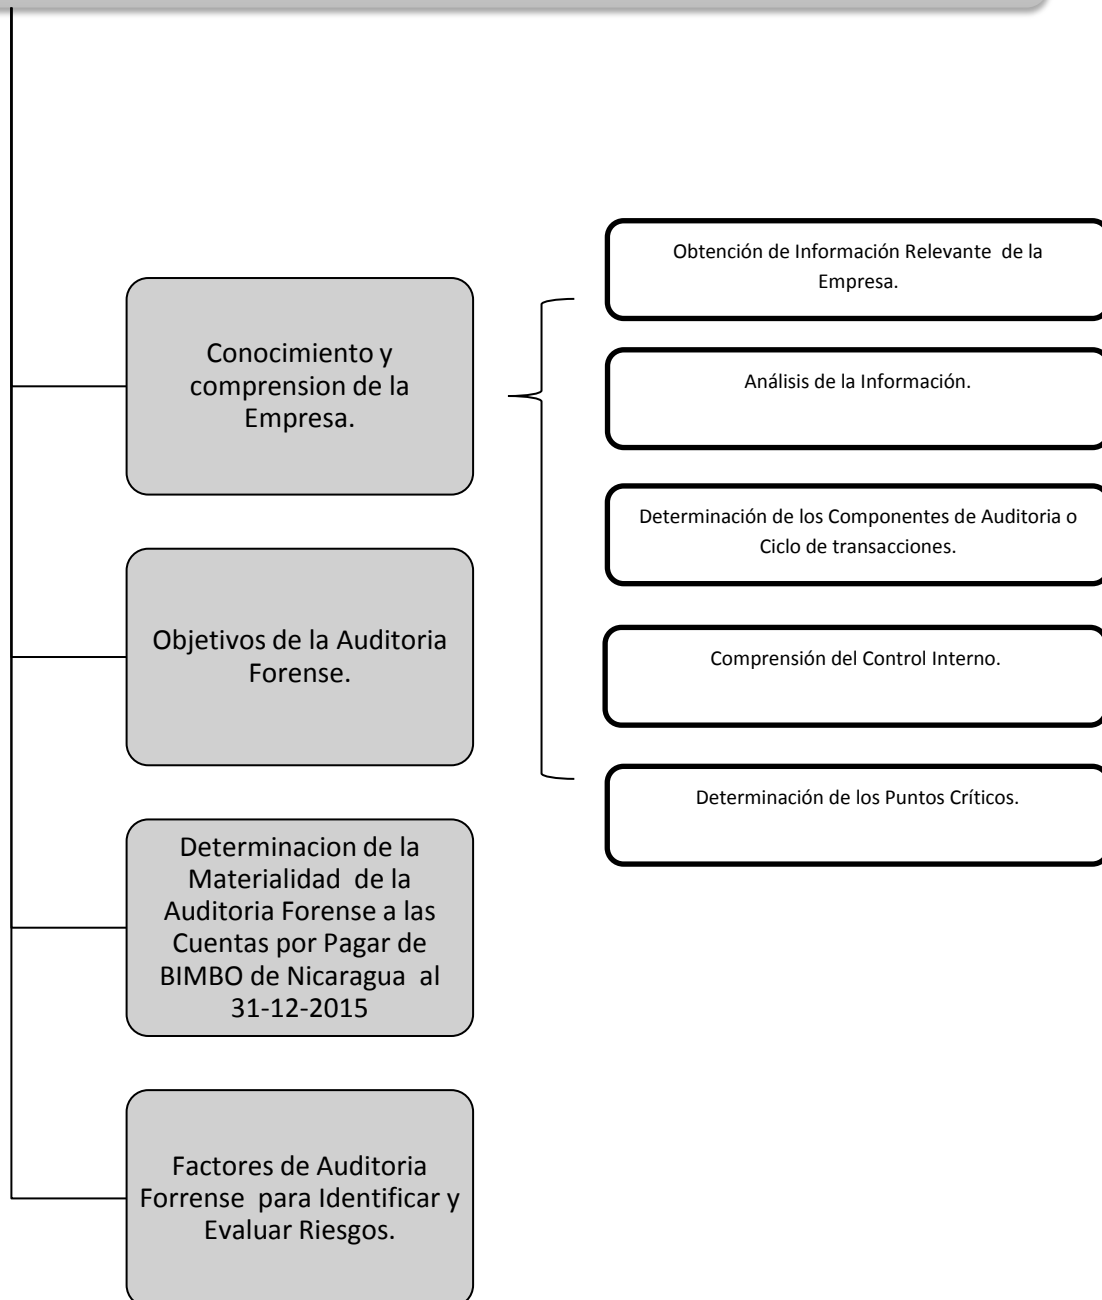 Conocimiento y
comprension de la
Empresa.
Obtención de Información Relevante  de la
Empresa.
Análisis de la Información.
Determinación de los Componentes de Auditoria o
Ciclo de transacciones.
Comprensión del Control Interno.
Determinación de los Puntos Críticos.
Objetivos de la Auditoria
Forense.
Determinacion de la
Materialidad  de la
Auditoria Forense a las
Cuentas por Pagar de
BIMBO de Nicaragua  al
31-12-2015
Factores de Auditoria
Forrense  para Identificar y
Evaluar Riesgos.